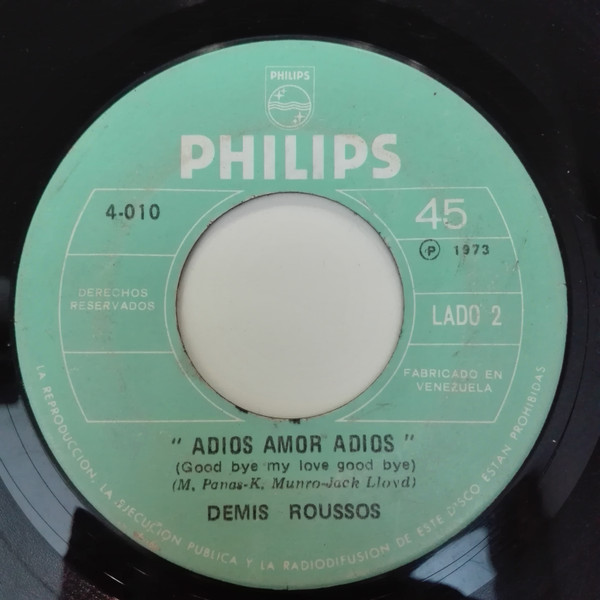 PHILIPS
PHILIPS
4-010
45
Ⓟ 1973
DERECHOS
RESERVADOS
LADO 2
FABRICADO EN
VENEZUELA
" ADIOS AMOR ADIOS "
(Good bye my love good bye)
(M. Panas-K. Munro-Jack Lloyd)
DEMIS ROUSSOS
LA REPRODUCCION, LA EJECUCION PUBLICA Y LA RADIODIFUSION DE ESTE DISCO ESTAN PROHIBIDAS